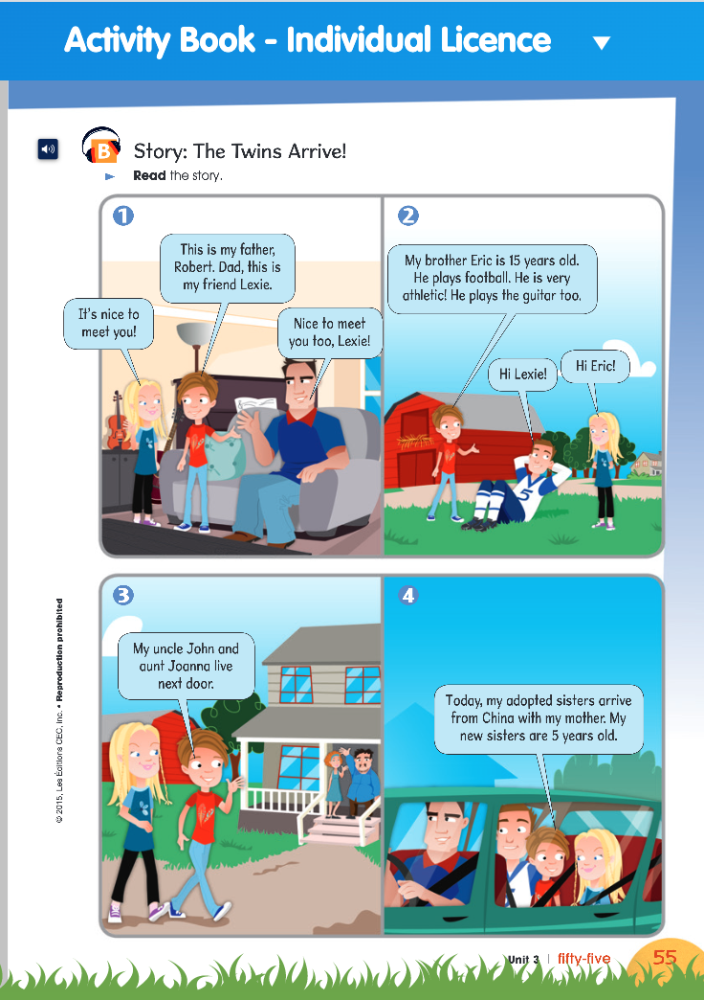 Activity Book - Individual Licence ▼
B
Story: The Twins Arrive!
► Read the story.
1
This is my father,
Robert. Dad, this is
my friend Lexie.
It's nice to
meet you!
Nice to meet
you too, Lexie!
2
My brother Eric is 15 years old.
He plays football. He is very
athletic! He plays the guitar too.
Hi Lexie!
Hi Eric!
5
3
My uncle John and
aunt Joanna live
next door.
4
Today, my adopted sisters arrive
from China with my mother. My
new sisters are 5 years old.
© 2015, Les Éditions CEC, inc. • Reproduction prohibited
Unit 3 | fifty-five 55